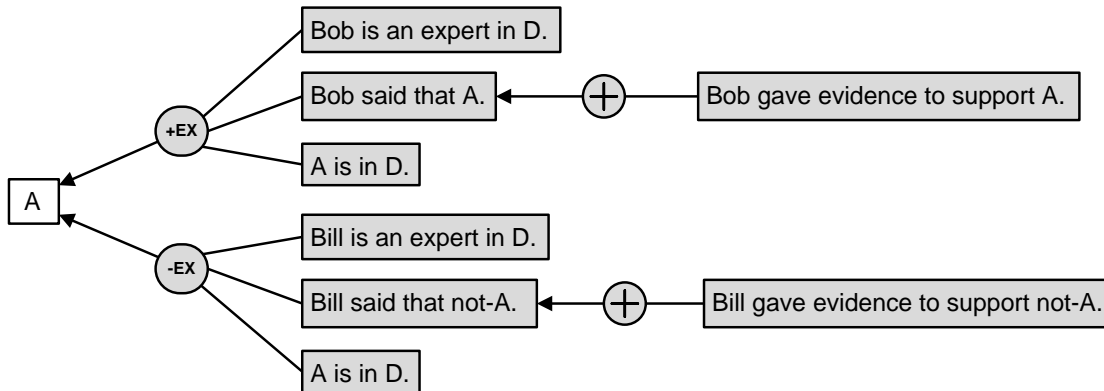 Bob is an expert in D.
Bob said that A.
+
Bob gave evidence to support A.
+EX
A is in D.
A
Bill is an expert in D.
-EX
Bill said that not-A.
+
Bill gave evidence to support not-A.
A is in D.